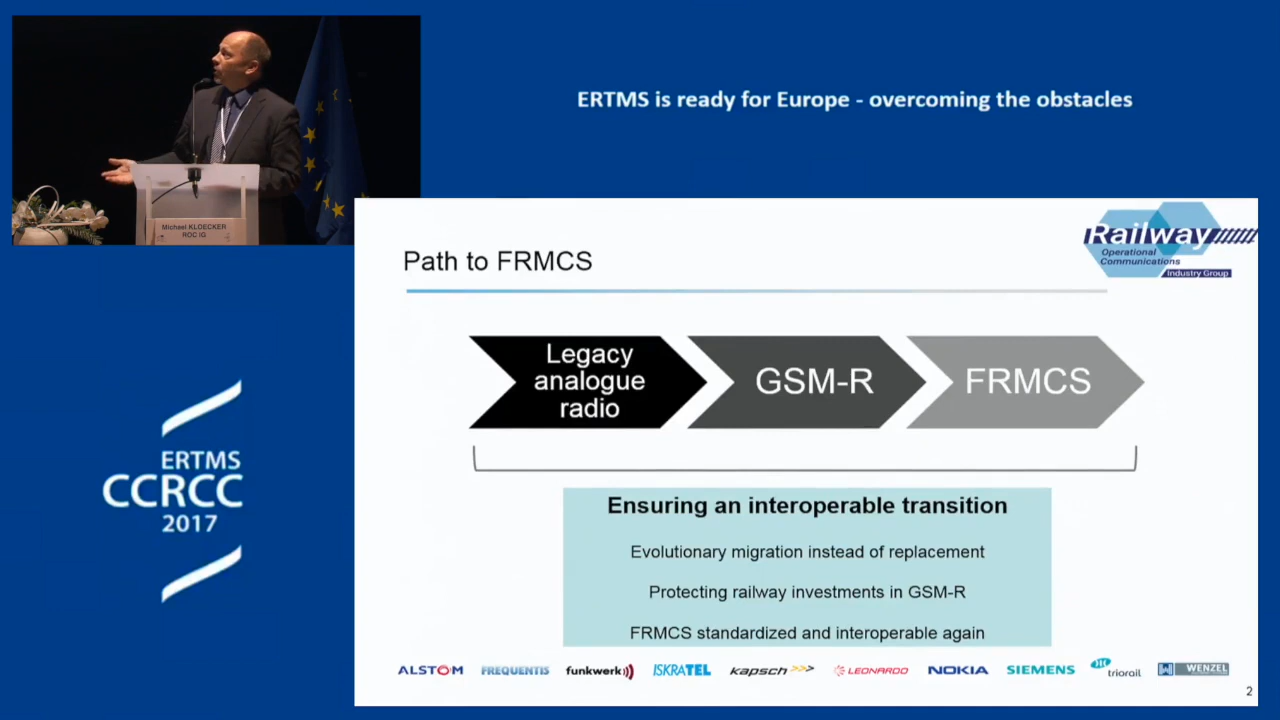 ERTMS is ready for Europe - overcoming the obstacles
Michael KLOECKER
ROC IG
Railway
Operational
Communications
Industry Group
Path to FRMCS
Legacy
analogue
radio
GSM-R
FRMCS
Ensuring an interoperable transition
Evolutionary migration instead of replacement
Protecting railway investments in GSM-R
FRMCS standardized and interoperable again
ERTMS
CCRCC
2017
ALSTOM FREQUENTIS funkwerk ISKRATEL kapsch >>> LEONARDO NOKIA SIEMENS triorail WENZEL
2